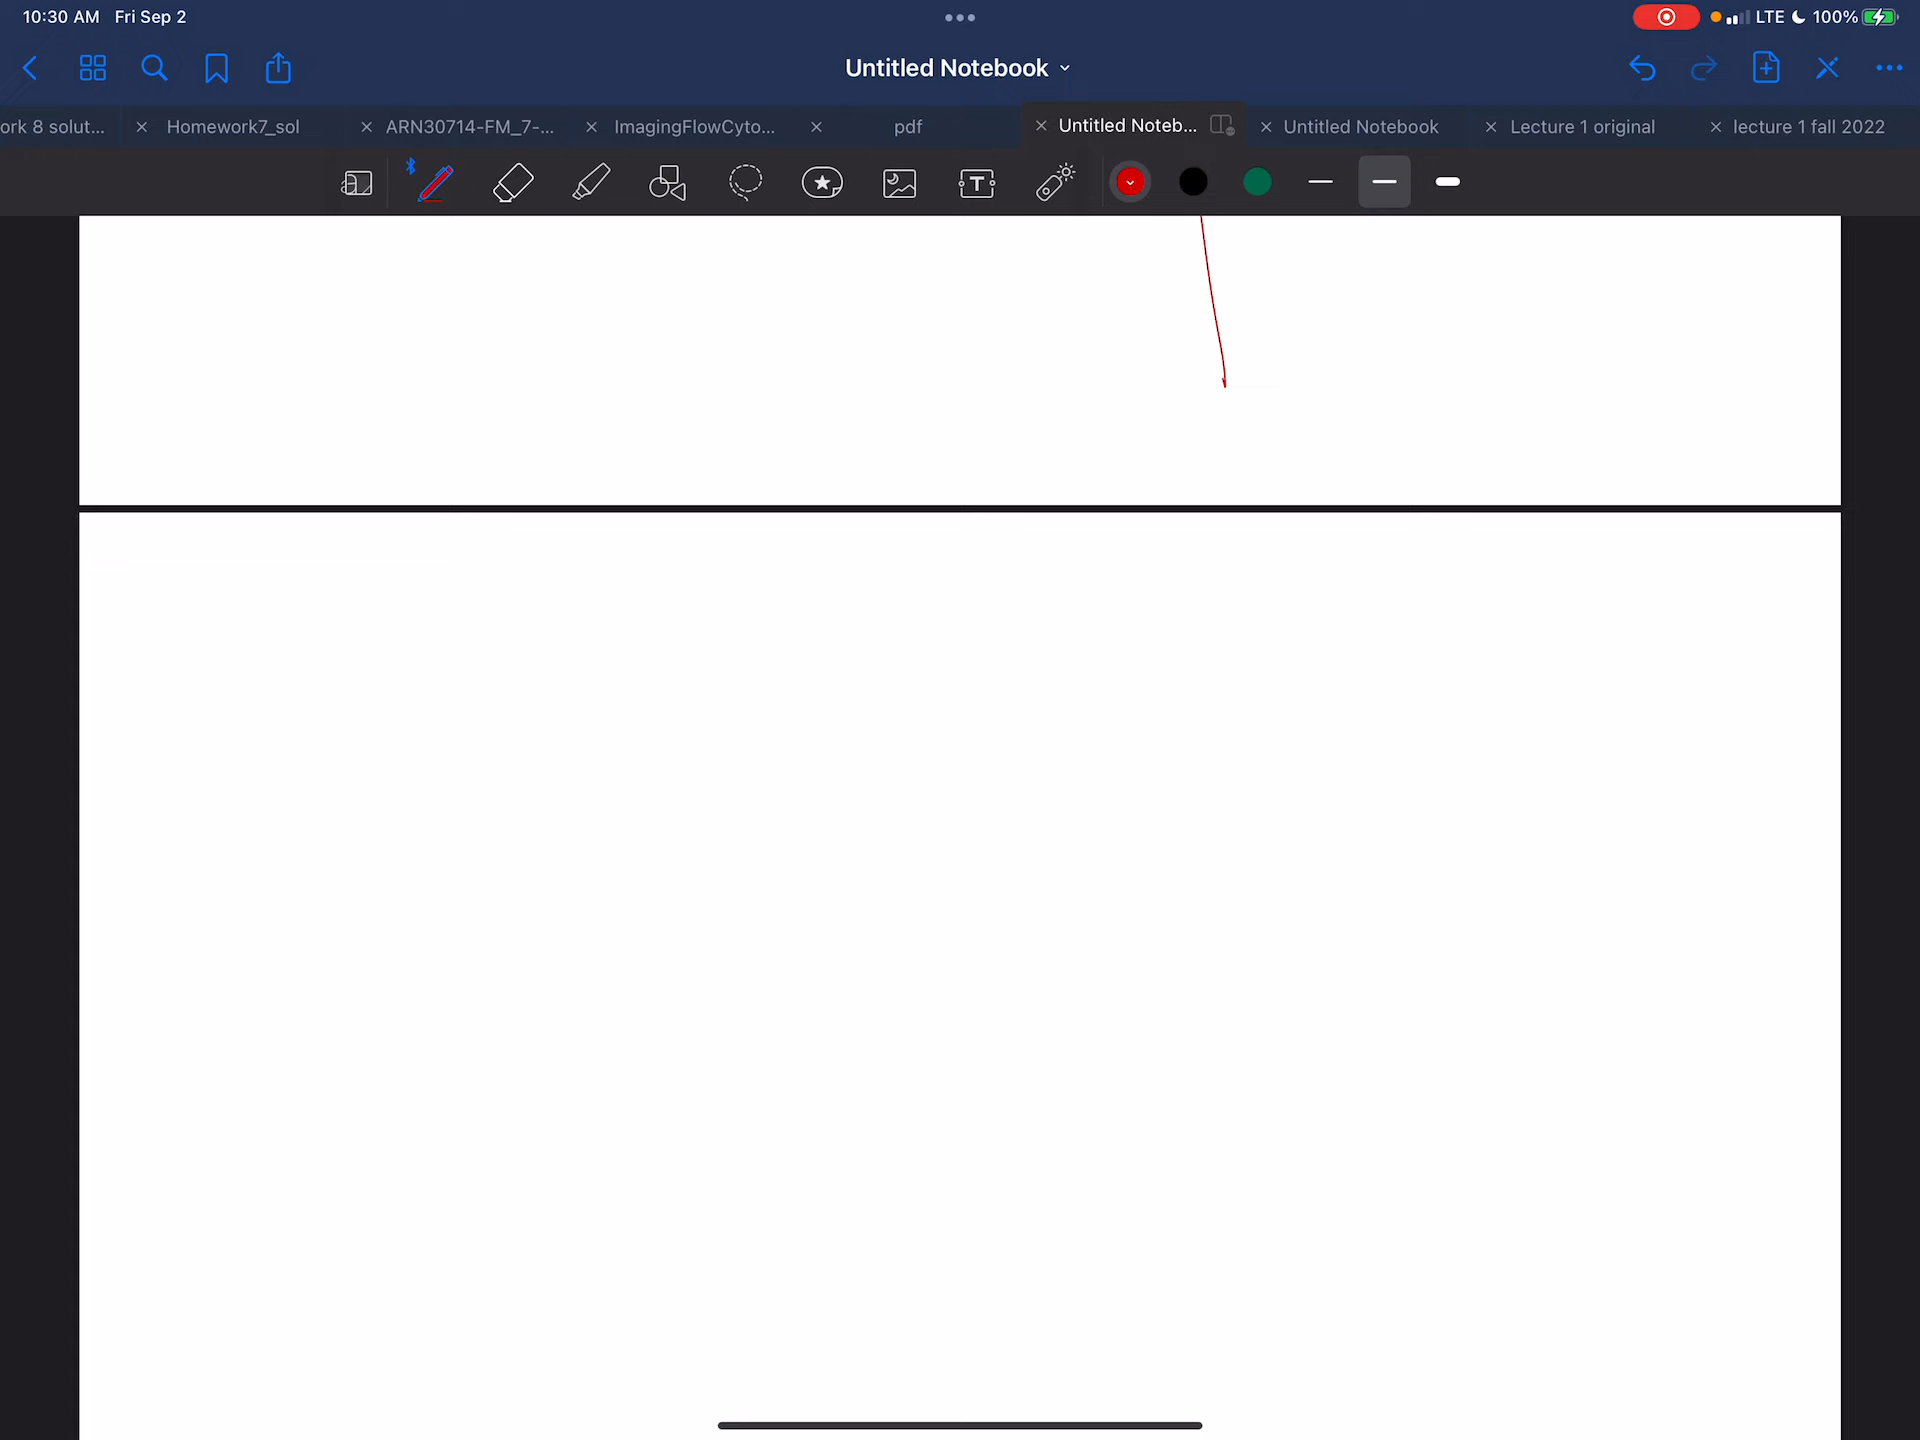 10:30 AM Fri Sep 2
LTE 100%
Untitled Notebook
ork 8 solut...
Homework7_sol
ARN30714-FM_7-...
ImagingFlowCyto...
pdf
Untitled Noteb...
Untitled Notebook
Lecture 1 original
lecture 1 fall 2022
T